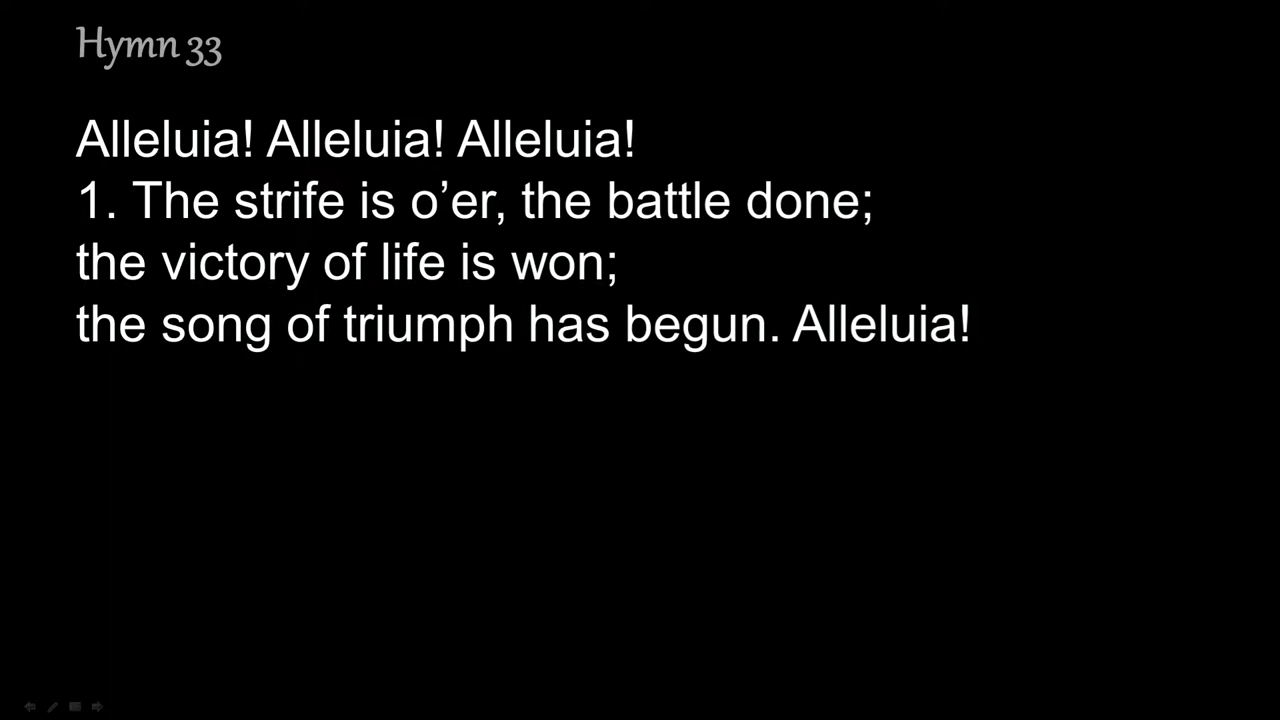 Hymn 33
Alleluia! Alleluia! Alleluia!
1. The strife is o’er, the battle done;
the victory of life is won;
the song of triumph has begun. Alleluia!